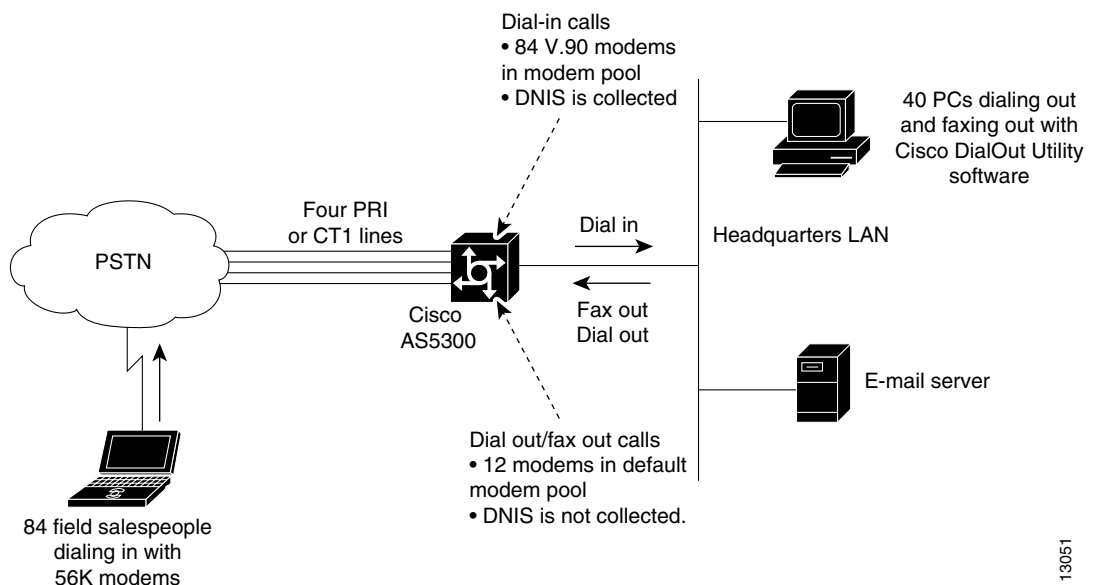 Dial-in calls
• 84 V.90 modems
in modem pool
• DNIS is collected
40 PCs dialing out
and faxing out with
Cisco DialOut Utility
software
Four PRI
or CT1 lines
Dial in
Headquarters LAN
PSTN
Cisco
AS5300
Fax out
Dial out
E-mail server
Dial out/fax out calls
• 12 modems in default
modem pool
• DNIS is not collected.
84 field salespeople
dialing in with
56K modems
13051